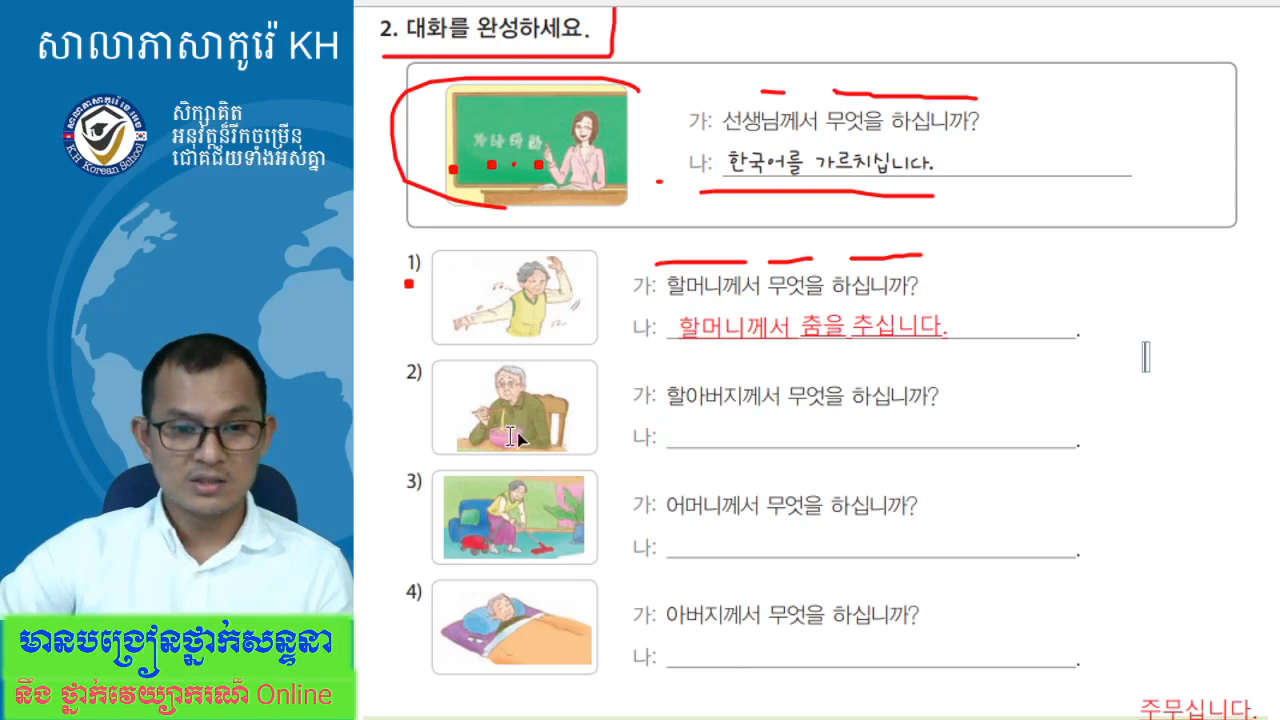 សាលាភាសាកូរ៉េ KH
សិក្សាគិត
អនុវត្តន៍រីកចម្រើន
ជោគជ័យទាំងអស់គ្នា
K.H Korean School
មានបង្រៀនថ្នាក់សន្ទនា
និង ថ្នាក់វេយ្យាករណ៍ Online
2. 대화를 완성하세요.
가: 선생님께서 무엇을 하십니까?
나: 한국어를 가르치십니다.
1)
가: 할머니께서 무엇을 하십니까?
나: 할머니께서 춤을 추십니다.
2)
가: 할아버지께서 무엇을 하십니까?
나:
3)
가: 어머니께서 무엇을 하십니까?
나:
4)
가: 아버지께서 무엇을 하십니까?
나:
주무십니다.